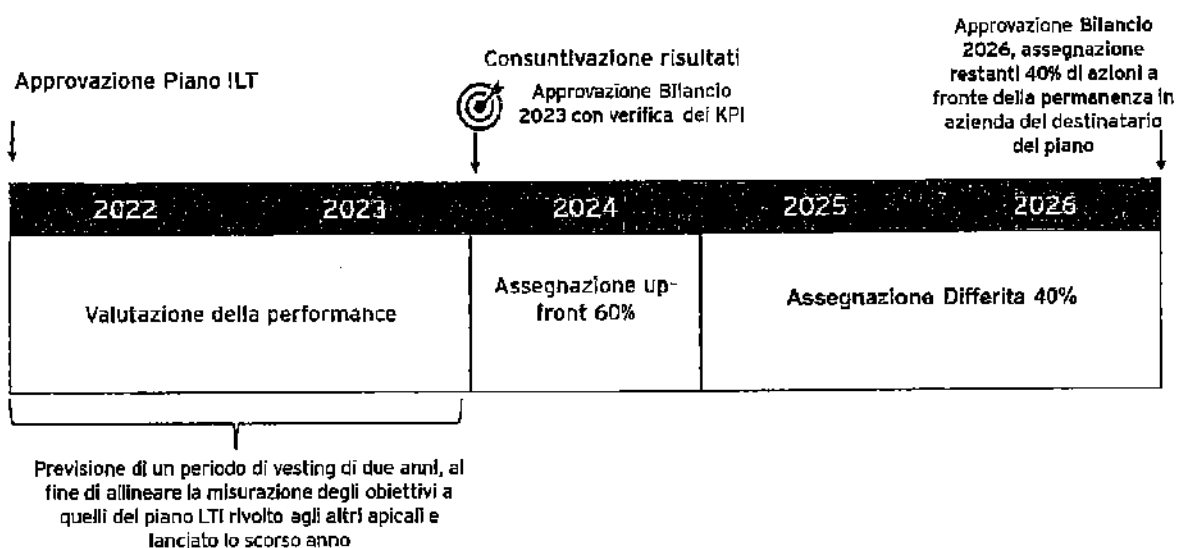 Approvazione Piano ILT
Consuntivazione risultati
Approvazione Bilancio
2023 con verifica dei KPI
Approvazione Bilancio
2026, assegnazione
restanti 40% di azioni a
fronte della permanenza in
azienda del destinatario
del piano
2022 2023 2024 2025 2026
Valutazione della performance
Assegnazione up-
front 60%
Assegnazione Differita 40%
Previsione di un periodo di vesting di due anni, al
fine di allineare la misurazione degli obiettivi a
quelli del piano LTI rivolto agli altri apicali e
lanciato lo scorso anno